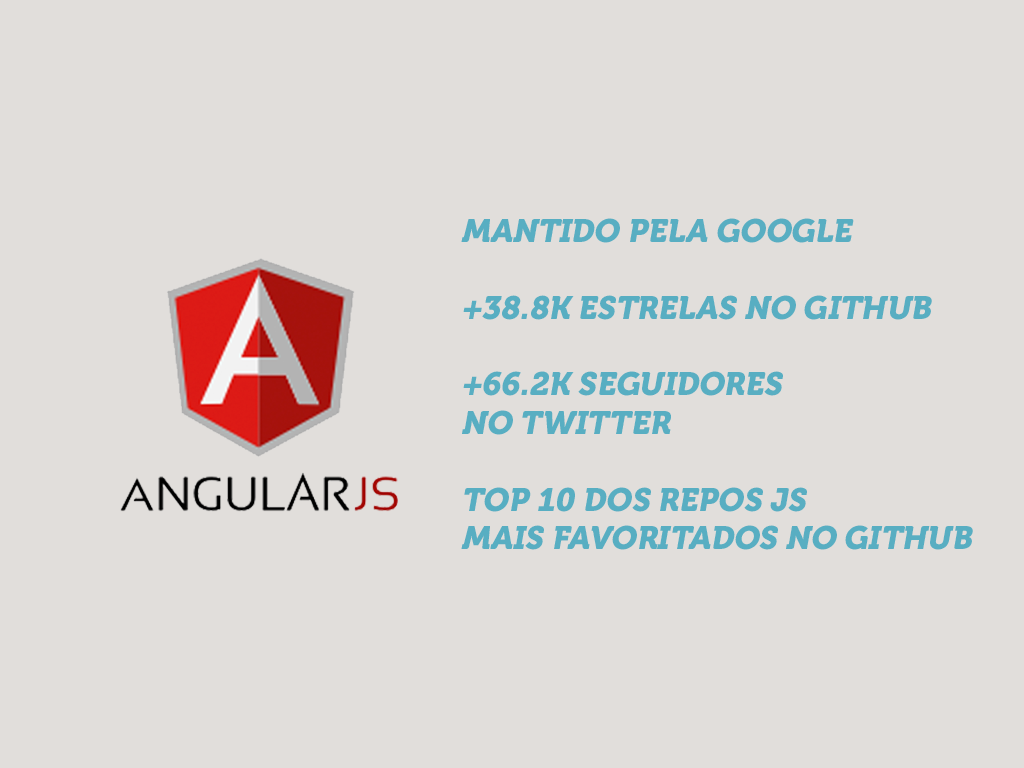 MANTIDO PELA GOOGLE
+38.8K ESTRELAS NO GITHUB
+66.2K SEGUIDORES
NO TWITTER
TOP 10 DOS REPOS JS
MAIS FAVORITADOS NO GITHUB
A
ANGULARJS